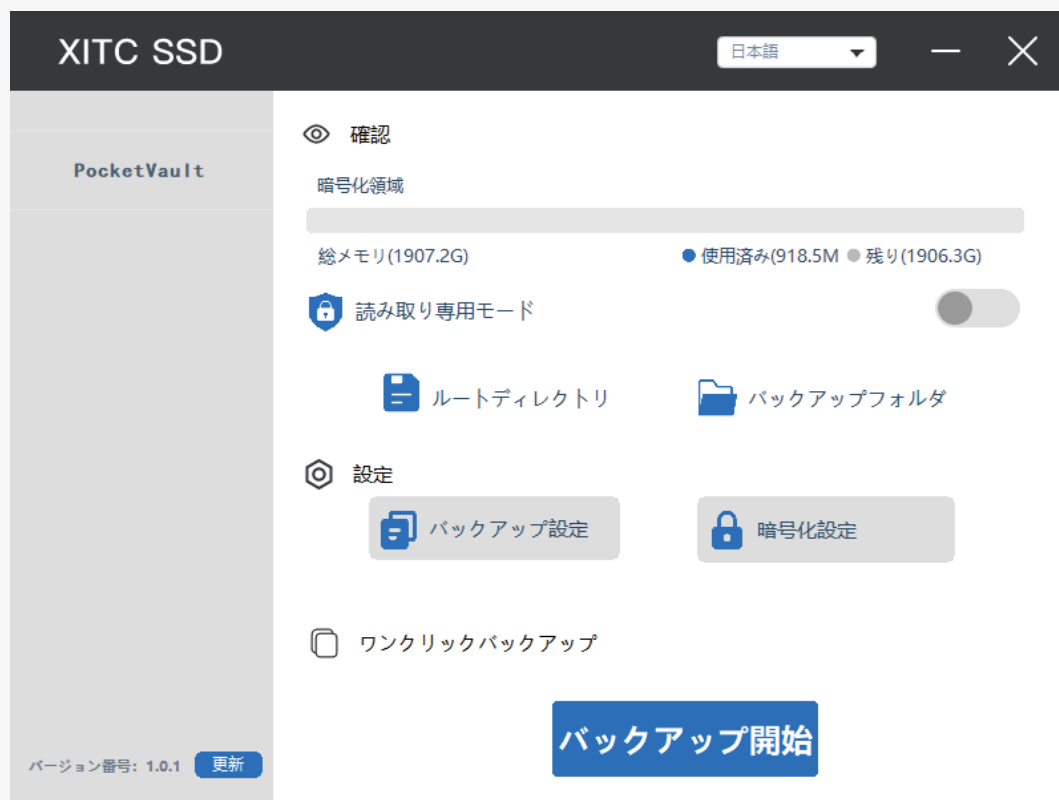 XITC SSD
日本語
PocketVault
確認
暗号化領域
総メモリ(1907.2G)
使用済み(918.5M
残り(1906.3G)
読み取り専用モード
ルートディレクトリ
バックアップフォルダ
設定
バックアップ設定
暗号化设定
ワンクリックバックアップ
バックアップ開始
バージョン番号: 1.0.1
更新